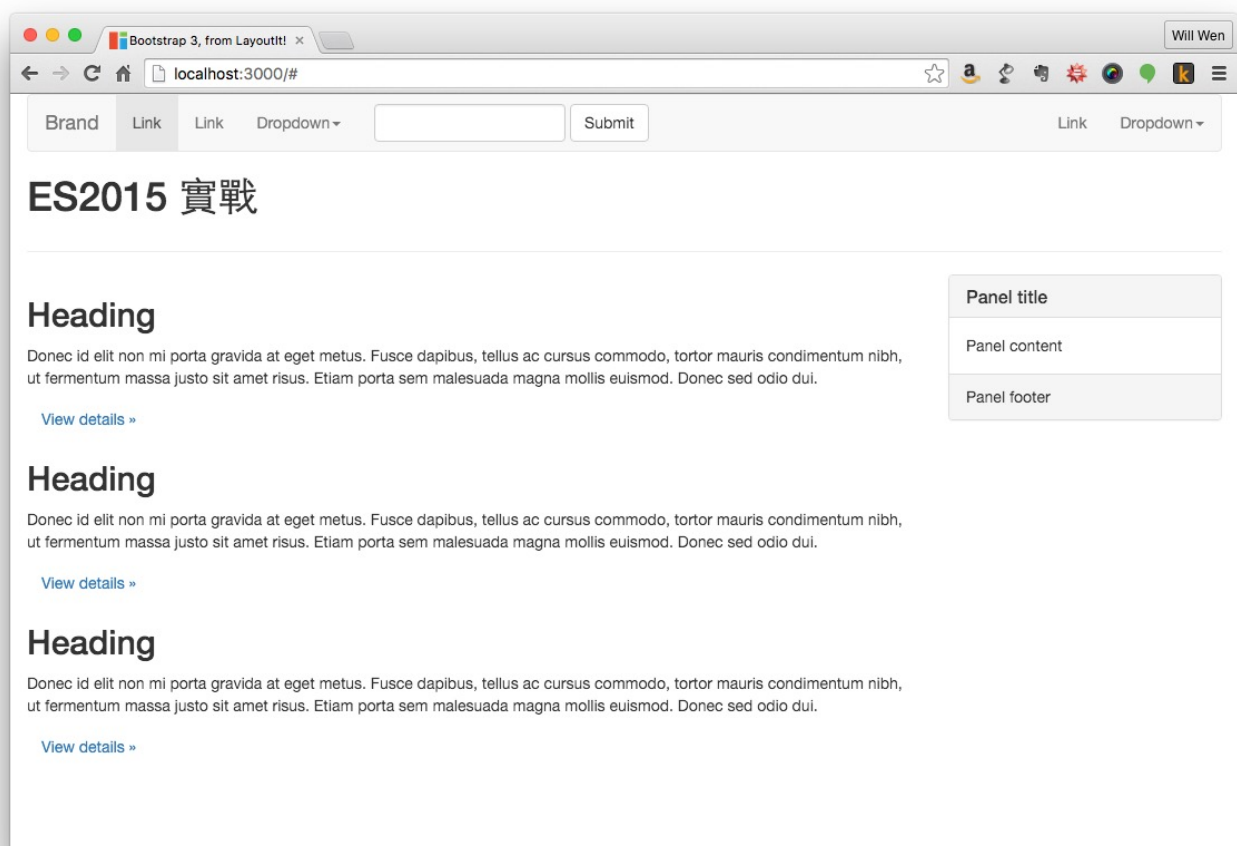 Bootstrap 3, from LayoutIt!
Will Wen
localhost:3000/#
Brand Link Link Dropdown Submit Link Dropdown
ES2015 實戰
Heading
Donec id elit non mi porta gravida at eget metus. Fusce dapibus, tellus ac cursus commodo, tortor mauris condimentum nibh,
ut fermentum massa justo sit amet risus. Etiam porta sem malesuada magna mollis euismod. Donec sed odio dui.
View details »
Heading
Donec id elit non mi porta gravida at eget metus. Fusce dapibus, tellus ac cursus commodo, tortor mauris condimentum nibh,
ut fermentum massa justo sit amet risus. Etiam porta sem malesuada magna mollis euismod. Donec sed odio dui.
View details »
Heading
Donec id elit non mi porta gravida at eget metus. Fusce dapibus, tellus ac cursus commodo, tortor mauris condimentum nibh,
ut fermentum massa justo sit amet risus. Etiam porta sem malesuada magna mollis euismod. Donec sed odio dui.
View details »
Panel title
Panel content
Panel footer